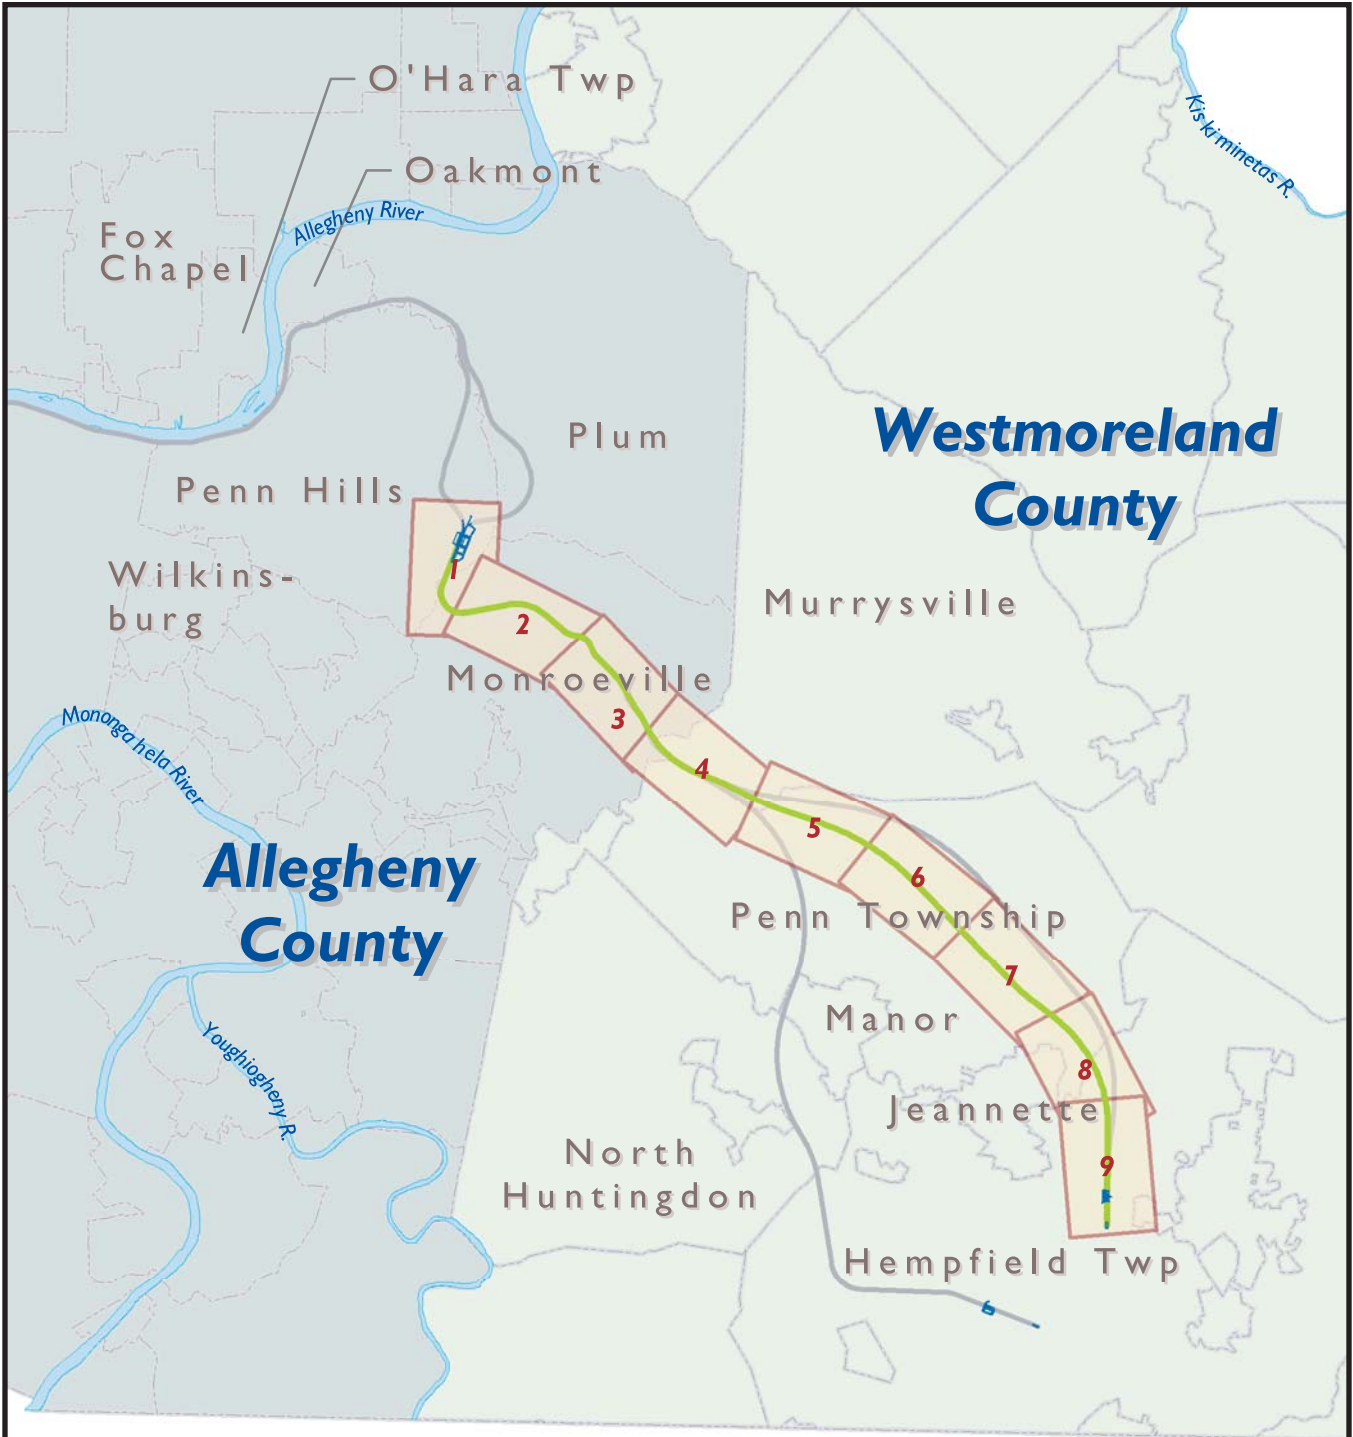 O'Hara Twp
Kiskiminetas R.
Oakmont
Allegheny River
Fox
Chapel
Westmoreland
County
Plum
Penn Hills
Wilkins-
burg
1
Murrysville
2
Monroeville
3
Monongahela River
4
5
Allegheny
County
6
Penn Township
7
Manor
Youghiogheny R.
8
Jeannette
North
Huntingdon
9
Hempfield Twp